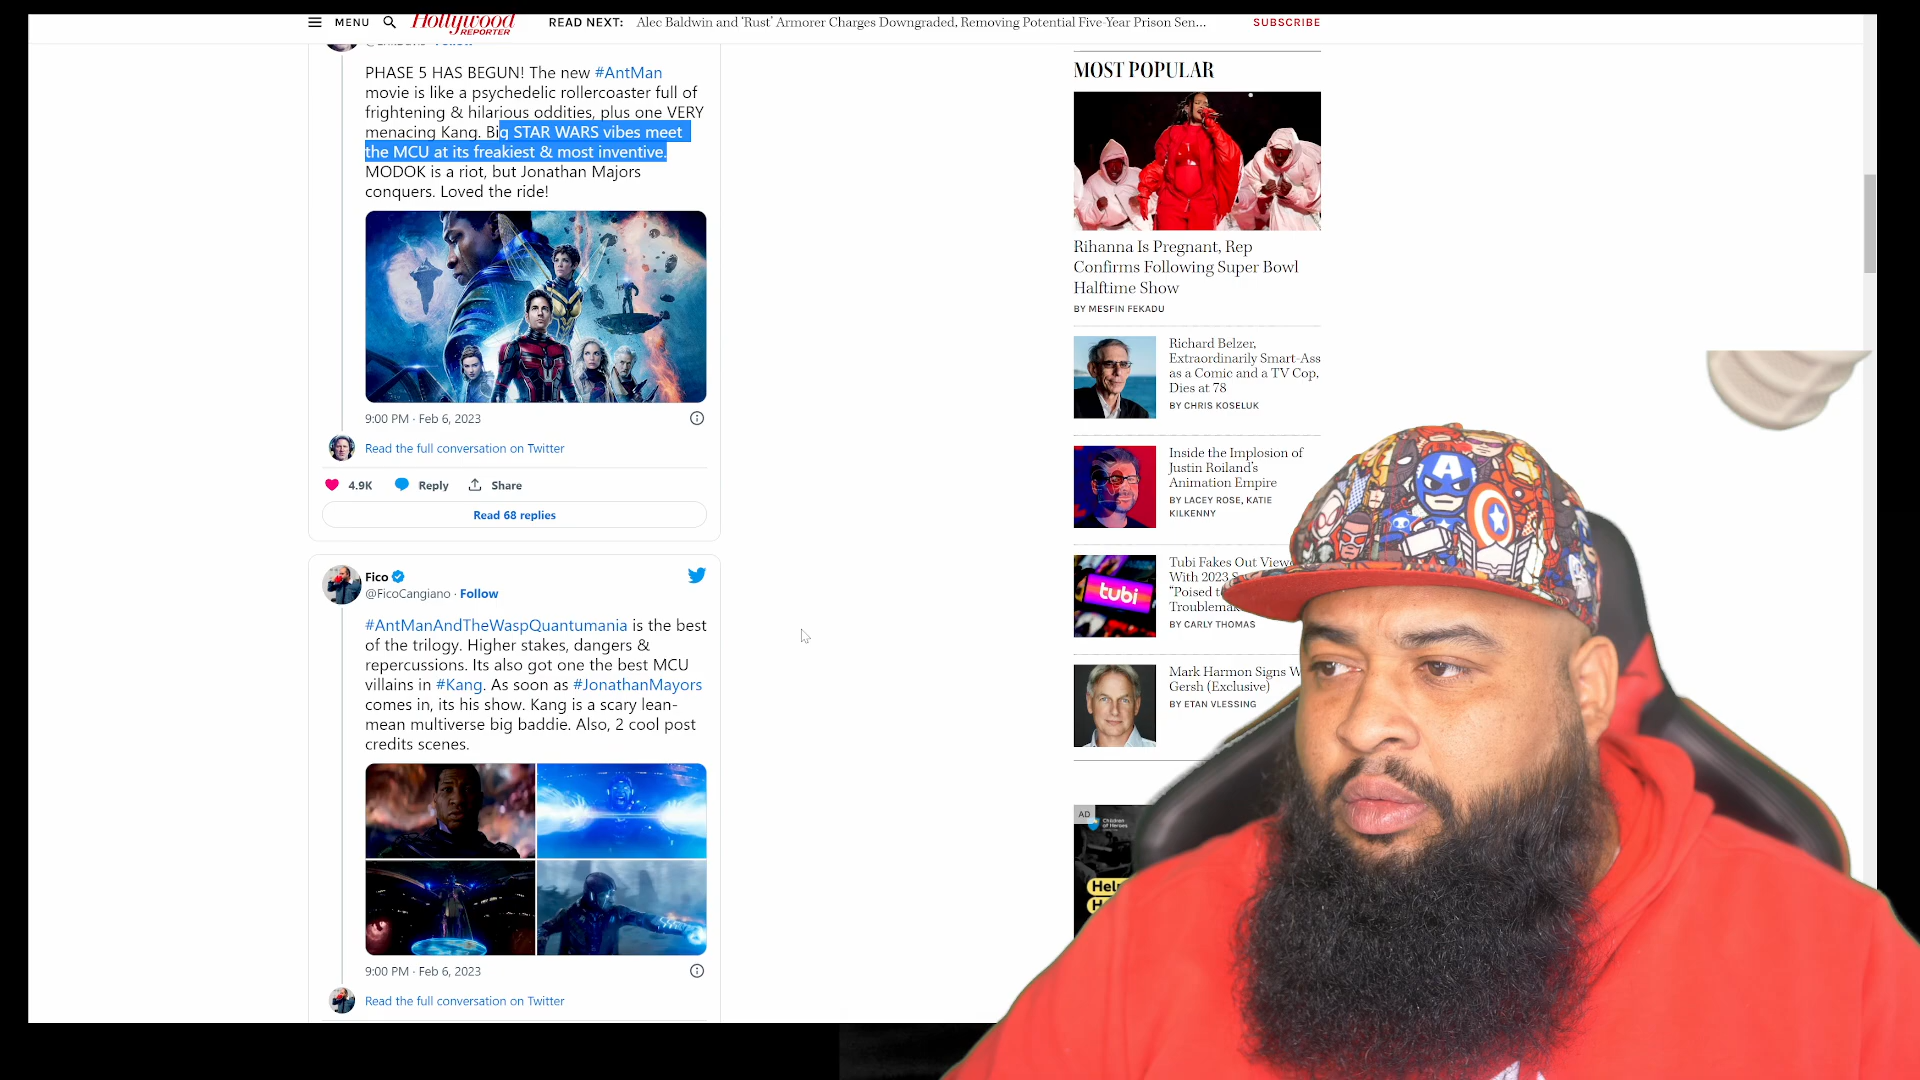 MENU
Hollywood
REPORTER
READ NEXT: Alec Baldwin and 'Rust' Armorer Charges Downgraded, Removing Potential Five-Year Prison Sen...
SUBSCRIBE
PHASE 5 HAS BEGUN! The new #AntMan
movie is like a psychedelic rollercoaster full of
frightening & hilarious oddities, plus one VERY
menacing Kang. Big STAR WARS vibes meet
the MCU at its freakiest & most inventive.
MODOK is a riot, but Jonathan Majors
conquers. Loved the ride!
9:00 PM · Feb 6, 2023
Read the full conversation on Twitter
4.9K Reply Share
Read 68 replies
Fico
@FicoCangiano · Follow
#AntManAndTheWaspQuantumania is the best
of the trilogy. Higher stakes, dangers &
repercussions. Its also got one the best MCU
villains in #Kang. As soon as #JonathanMayors
comes in, its his show. Kang is a scary lean-
mean multiverse big baddie. Also, 2 cool post
credits scenes.
9:00 PM · Feb 6, 2023
Read the full conversation on Twitter
MOST POPULAR
Rihanna Is Pregnant, Rep
Confirms Following Super Bowl
Halftime Show
BY MESFIN FEKADU
Richard Belzer,
Extraordinarily Smart-Ass
as a Comic and a TV Cop,
Dies at 78
BY CHRIS KOSELUK
Inside the Implosion of
Justin Roiland's
Animation Empire
BY LACEY ROSE, KATIE
KILKENNY
tubi
Tubi Fakes Out View
With 2023 S
"Poised t
Troublema
BY CARLY THOMAS
Mark Harmon Signs W
Gersh (Exclusive)
BY ETAN VLESSING
AD
Children
of Heroes
Hel
H
A